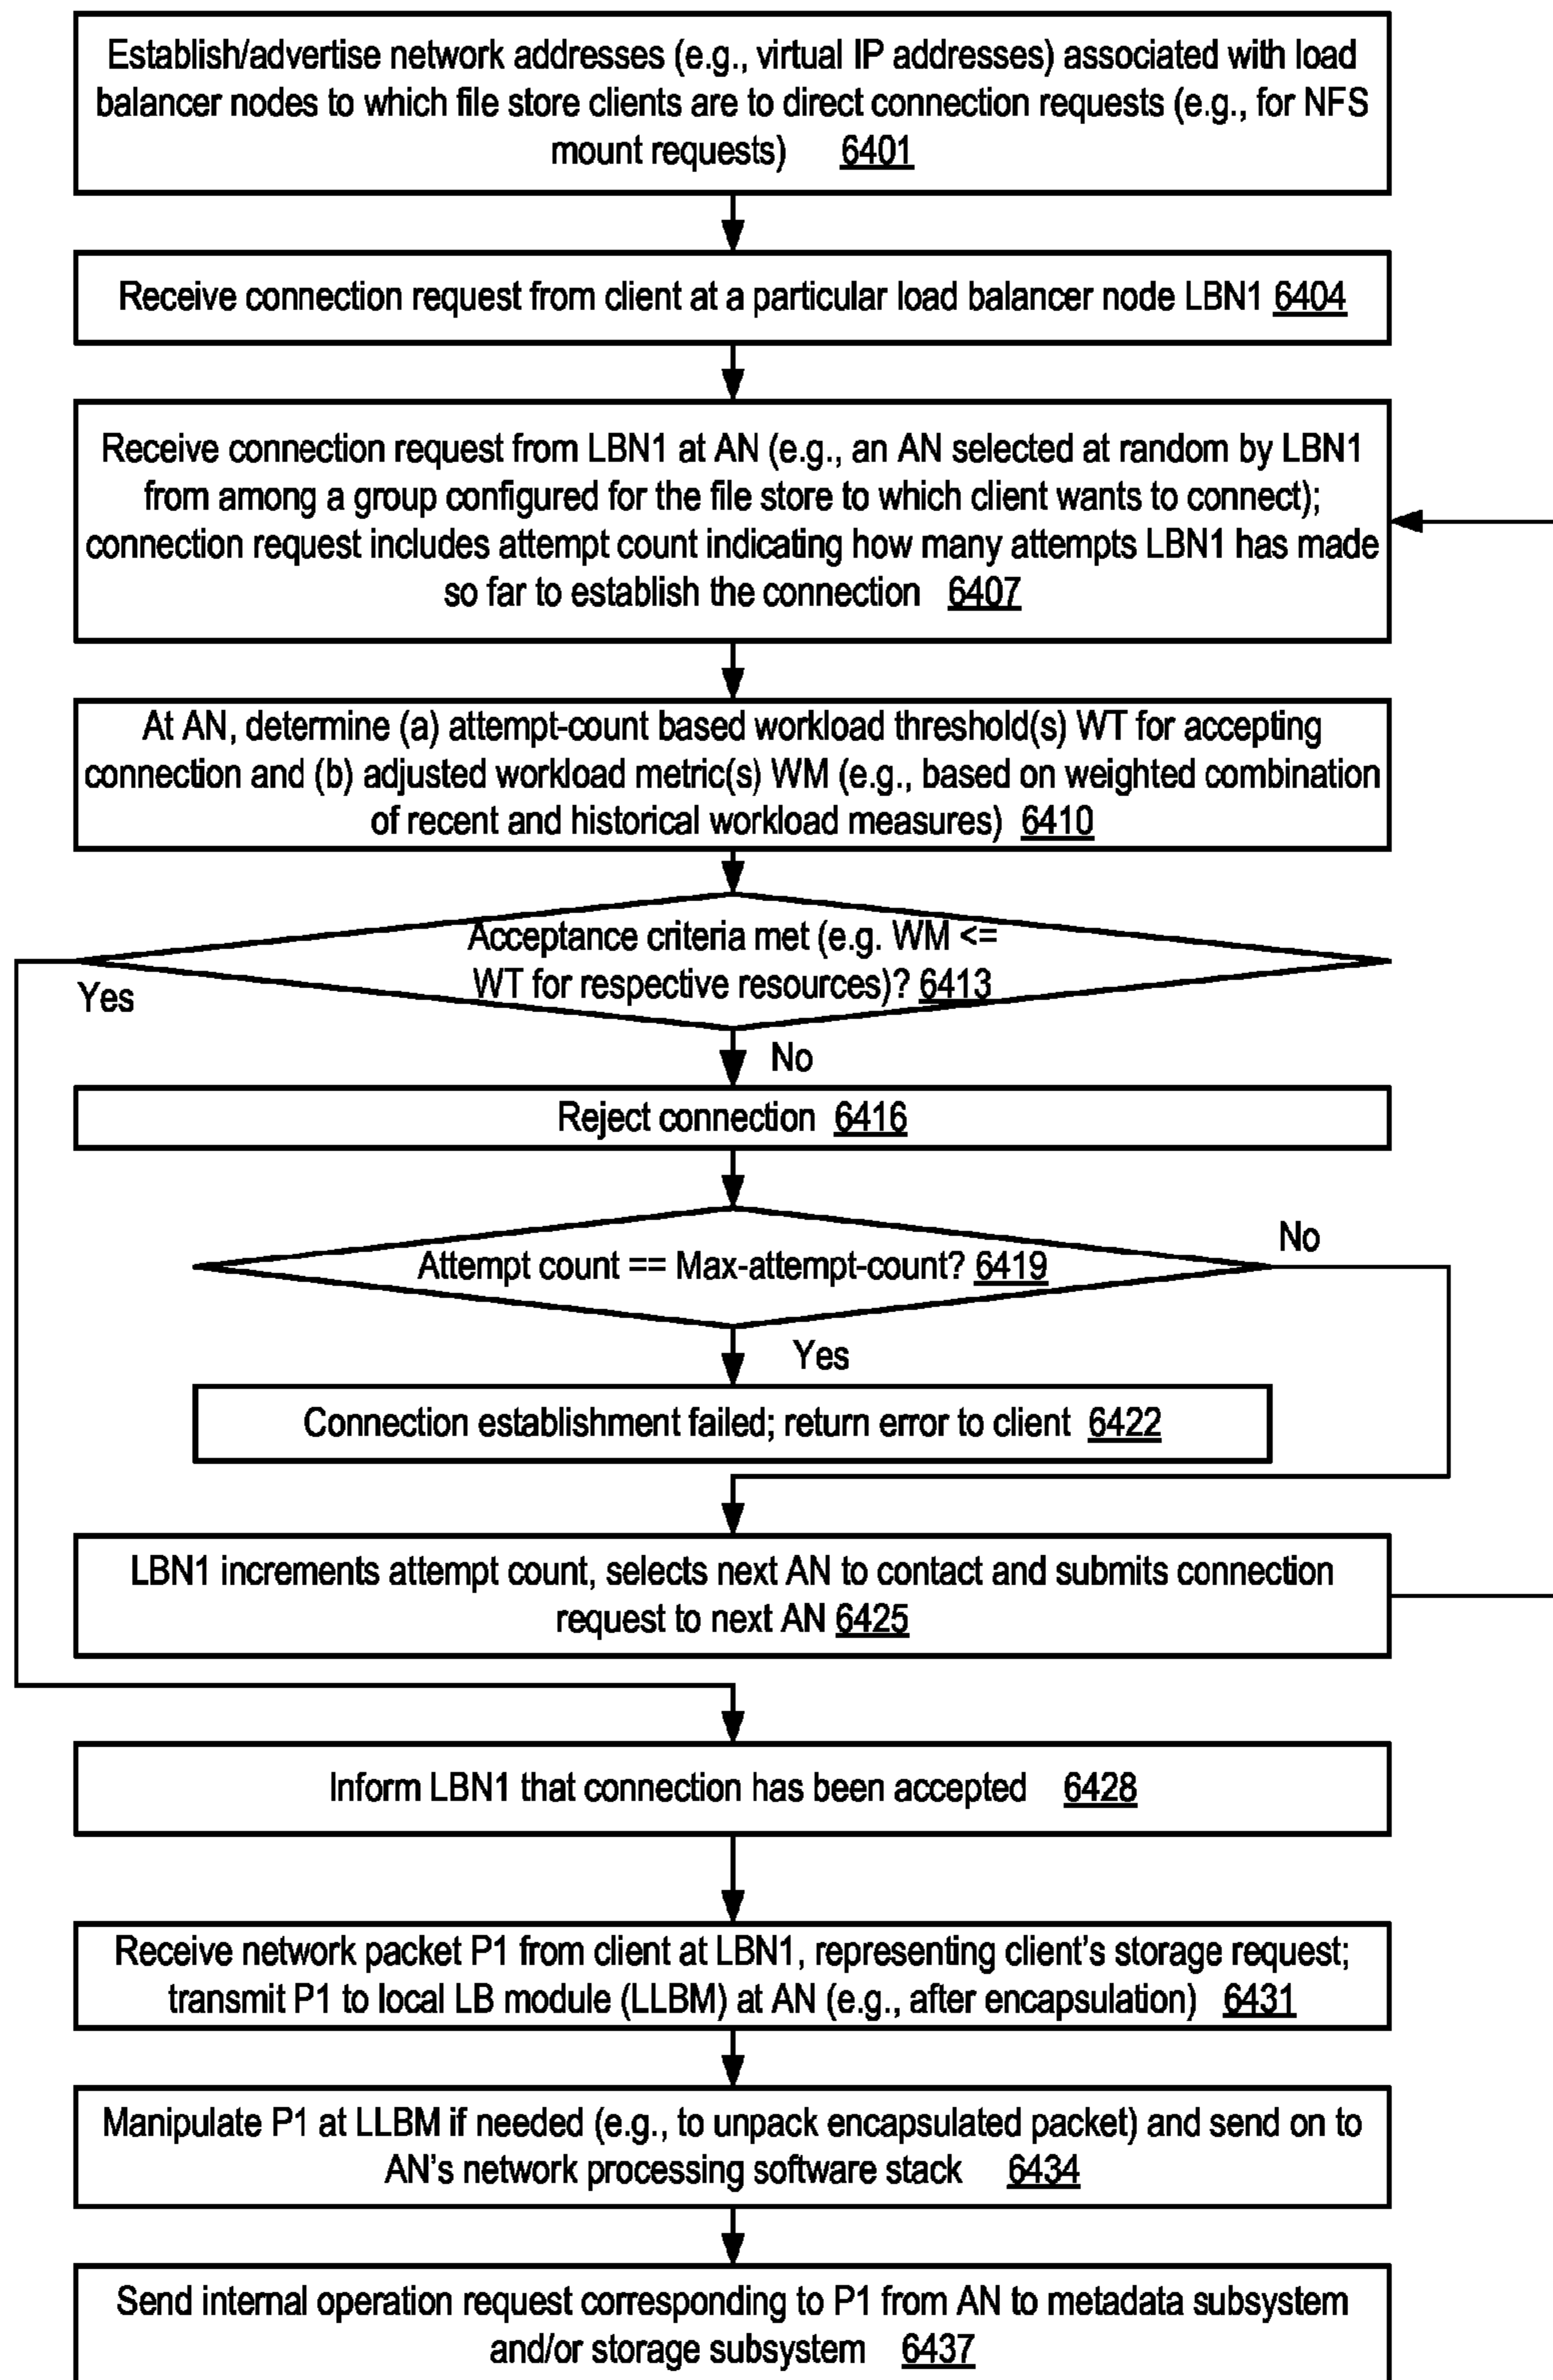 Establish/advertise network addresses (e.g., virtual IP addresses) associated with load
balancer nodes to which file store clients are to direct connection requests (e.g., for NFS
mount requests) 6401
Receive connection request from client at a particular load balancer node LBN1 6404
Receive connection request from LBN1 at AN (e.g., an AN selected at random by LBN1
from among a group configured for the file store to which client wants to connect);
connection request includes attempt count indicating how many attempts LBN1 has made
so far to establish the connection 6407
At AN, determine (a) attempt-count based workload threshold(s) WT for accepting
connection and (b) adjusted workload metric(s) WM (e.g., based on weighted combination
of recent and historical workload measures) 6410
Acceptance criteria met (e.g. WM <=
WT for respective resources)? 6413
Yes
No
Reject connection 6416
No
Attempt count == Max-attempt-count? 6419
Yes
Connection establishment failed; return error to client 6422
LBN1 increments attempt count, selects next AN to contact and submits connection
request to next AN 6425
Inform LBN1 that connection has been accepted 6428
Receive network packet P1 from client at LBN1, representing client's storage request;
transmit P1 to local LB module (LLBM) at AN (e.g., after encapsulation) 6431
Manipulate P1 at LLBM if needed (e.g., to unpack encapsulated packet) and send on to
AN's network processing software stack 6434
Send internal operation request corresponding to P1 from AN to metadata subsystem
and/or storage subsystem 6437